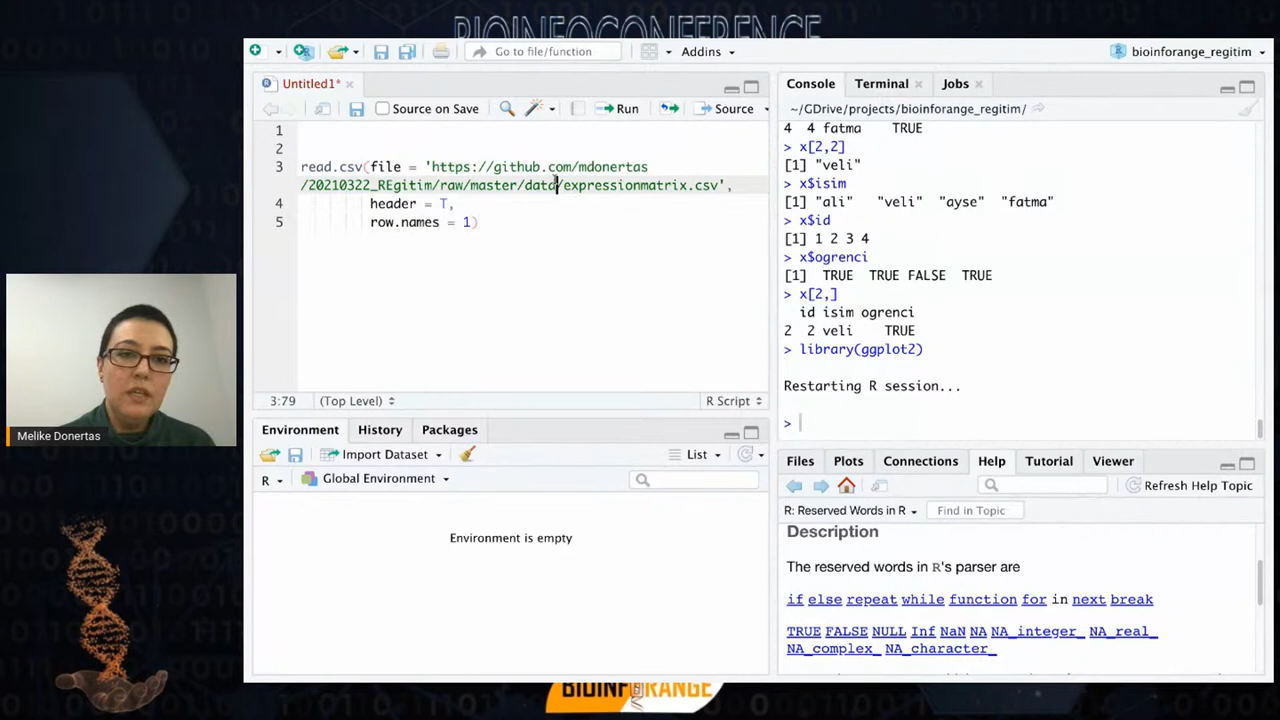 BIOINFOCONFERENCE
Go to file/function
Addins
bioinforange_regitim
Untitled1*
Source on Save
Run
Source
1
2
3 read.csv(file = 'https://github.com/mdonertas
/20210322_REgitim/raw/master/data/expressionmatrix.csv',
4 header = T,
5 row.names = 1)
3:79 (Top Level) R Script
Environment History Packages
Import Dataset List
R Global Environment
Environment is empty
Console Terminal Jobs
~/GDrive/projects/bioinforange_regitim/
4 4 fatma TRUE
> x[2,2]
[1] "veli"
> x$isim
[1] "ali" "veli" "ayse" "fatma"
> x$id
[1] 1 2 3 4
> x$ogrenci
[1] TRUE TRUE FALSE TRUE
> x[2,]
id isim ogrenci
2 2 veli TRUE
> library(ggplot2)
Restarting R session...
>
Files Plots Connections Help Tutorial Viewer
Refresh Help Topic
R: Reserved Words in R Find in Topic
Description
The reserved words in R's parser are
if else repeat while function for in next break
TRUE FALSE NULL Inf NaN NA NA_integer_ NA_real_
NA_complex_ NA_character_
Melike Donertas
BIOINFORANGE